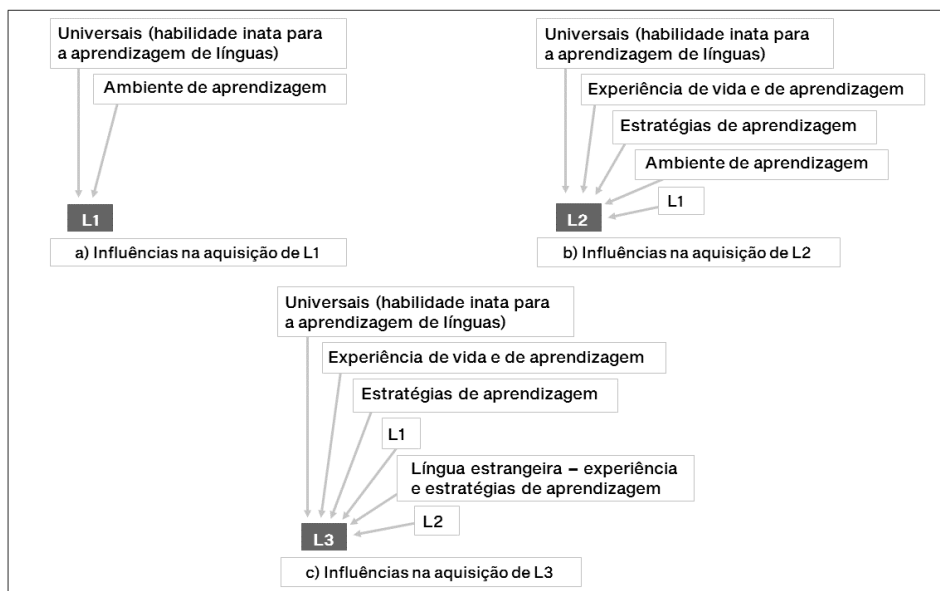 Universais (habilidade inata para
a aprendizagem de línguas)
Ambiente de aprendizagem
L1
a) Influências na aquisição de L1
Universais (habilidade inata para
a aprendizagem de línguas)
Experiência de vida e de aprendizagem
Estratégias de aprendizagem
Ambiente de aprendizagem
L1
L2
b) Influências na aquisição de L2
Universais (habilidade inata para
a aprendizagem de línguas)
Experiência de vida e de aprendizagem
Estratégias de aprendizagem
L1
Língua estrangeira – experiência
e estratégias de aprendizagem
L2
L3
c) Influências na aquisição de L3